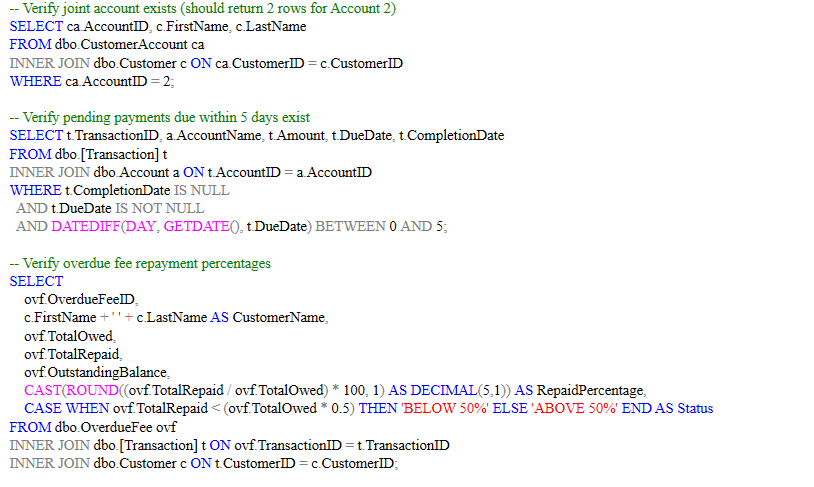 -- Verify joint account exists (should return 2 rows for Account 2)
SELECT ca.AccountID, c.FirstName, c.LastName
FROM dbo.CustomerAccount ca
INNER JOIN dbo.Customer c ON ca.CustomerID = c.CustomerID
WHERE ca.AccountID = 2;

-- Verify pending payments due within 5 days exist
SELECT t.TransactionID, a.AccountName, t.Amount, t.DueDate, t.CompletionDate
FROM dbo.[Transaction] t
INNER JOIN dbo.Account a ON t.AccountID = a.AccountID
WHERE t.CompletionDate IS NULL
  AND t.DueDate IS NOT NULL
  AND DATEDIFF(DAY, GETDATE(), t.DueDate) BETWEEN 0 AND 5;

-- Verify overdue fee repayment percentages
SELECT
    ovf.OverdueFeeID,
    c.FirstName + ' ' + c.LastName AS CustomerName,
    ovf.TotalOwed,
    ovf.TotalRepaid,
    ovf.OutstandingBalance,
    CAST(ROUND((ovf.TotalRepaid / ovf.TotalOwed) * 100, 1) AS DECIMAL(5,1)) AS RepaidPercentage,
    CASE WHEN ovf.TotalRepaid < (ovf.TotalOwed * 0.5) THEN 'BELOW 50%' ELSE 'ABOVE 50%' END AS Status
FROM dbo.OverdueFee ovf
INNER JOIN dbo.[Transaction] t ON ovf.TransactionID = t.TransactionID
INNER JOIN dbo.Customer c ON t.CustomerID = c.CustomerID;